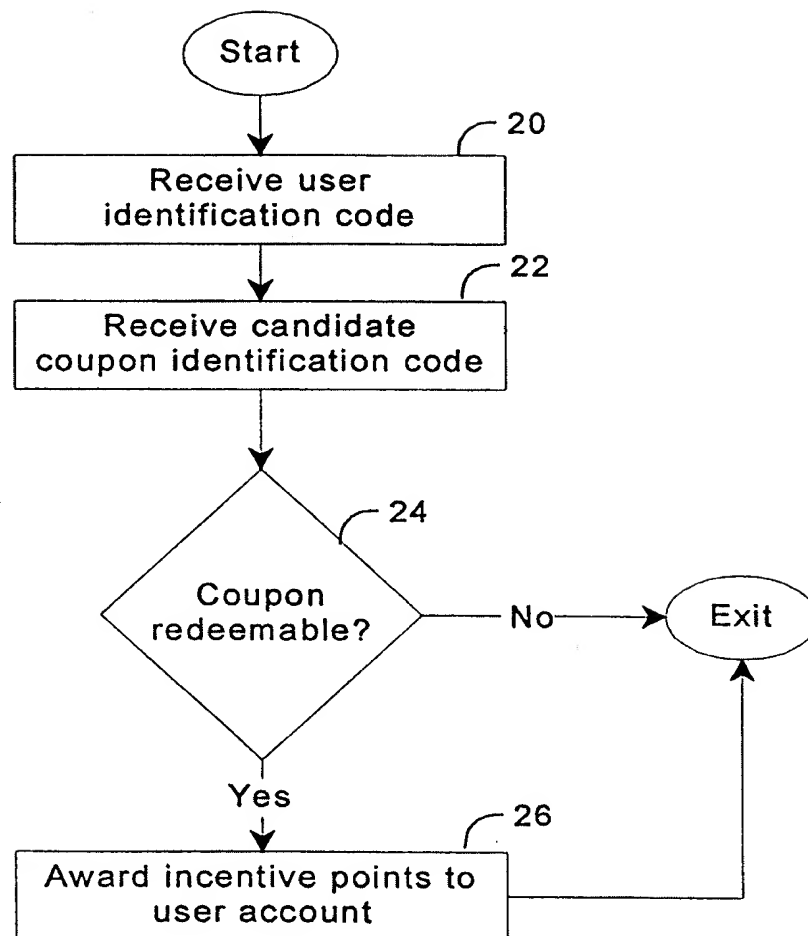 Start
20
Receive user
identification code
22
Receive candidate
coupon identification code
24
Coupon
redeemable?
No
Exit
Yes
26
Award incentive points to
user account